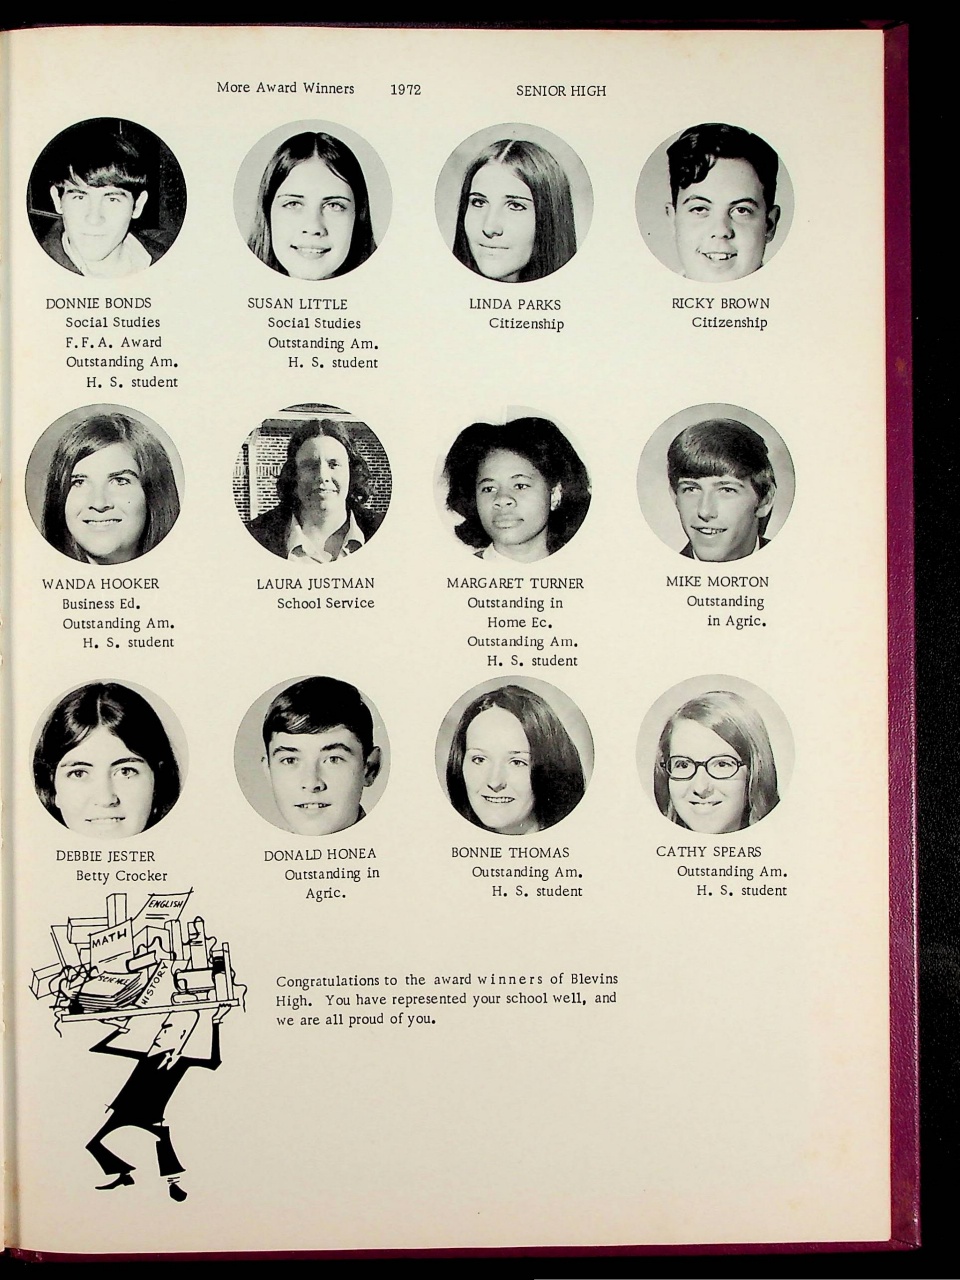 More Award Winners 1972 SENIOR HIGH
DONNIE BONDS
Social Studies
F.F.A. Award
Outstanding Am.
H. S. student
SUSAN LITTLE
Social Studies
Outstanding Am.
H. S. student
LINDA PARKS
Citizenship
RICKY BROWN
Citizenship
WANDA HOOKER
Business Ed.
Outstanding Am.
H. S. student
LAURA JUSTMAN
School Service
MARGARET TURNER
Outstanding in
Home Ec.
Outstanding Am.
H. S. student
MIKE MORTON
Outstanding
in Agric.
DEBBIE JESTER
Betty Crocker
DONALD HONEA
Outstanding in
Agric.
BONNIE THOMAS
Outstanding Am.
H. S. student
CATHY SPEARS
Outstanding Am.
H. S. student
ENGLISH
MATH
HISTORY
Congratulations to the award winners of Blevins
High. You have represented your school well, and
we are all proud of you.